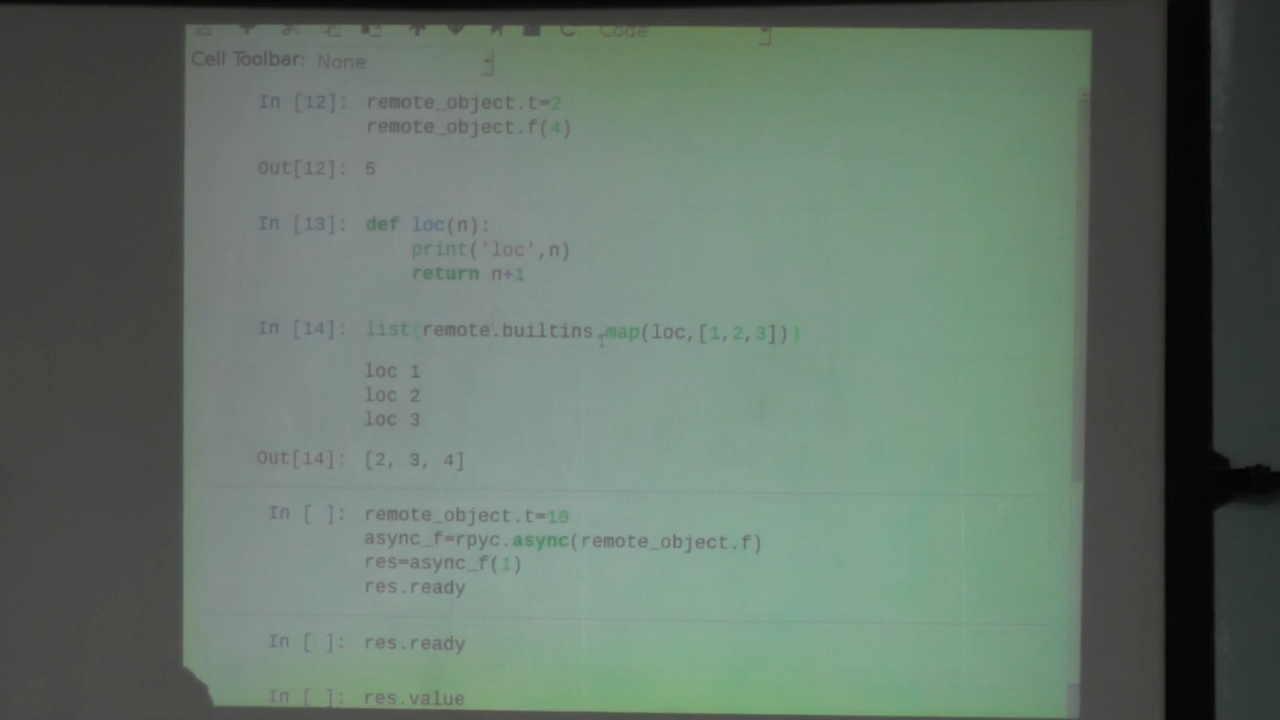 Code
Cell Toolbar: None
In [12]: remote_object.t=2
remote_object.f(4)
Out[12]: 5
In [13]: def loc(n):
print('loc',n)
return n+1
In [14]: list(remote.builtins.map(loc,[1,2,3]))
loc 1
loc 2
loc 3
Out[14]: [2, 3, 4]
In [ ]: remote_object.t=10
async_f=rpyc.async(remote_object.f)
res=async_f(1)
res.ready
In [ ]: res.ready
In [ ]: res.value